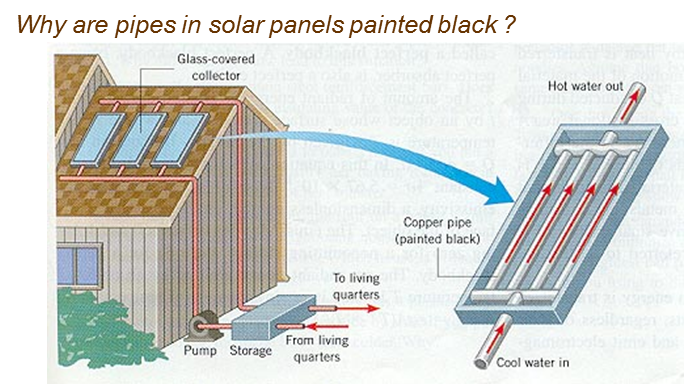 Why are pipes in solar panels painted black ?
Glass-covered
collector
Hot water out
Copper pipe
(painted black)
To living
quarters
From living
quarters
Pump
Storage
Cool water in